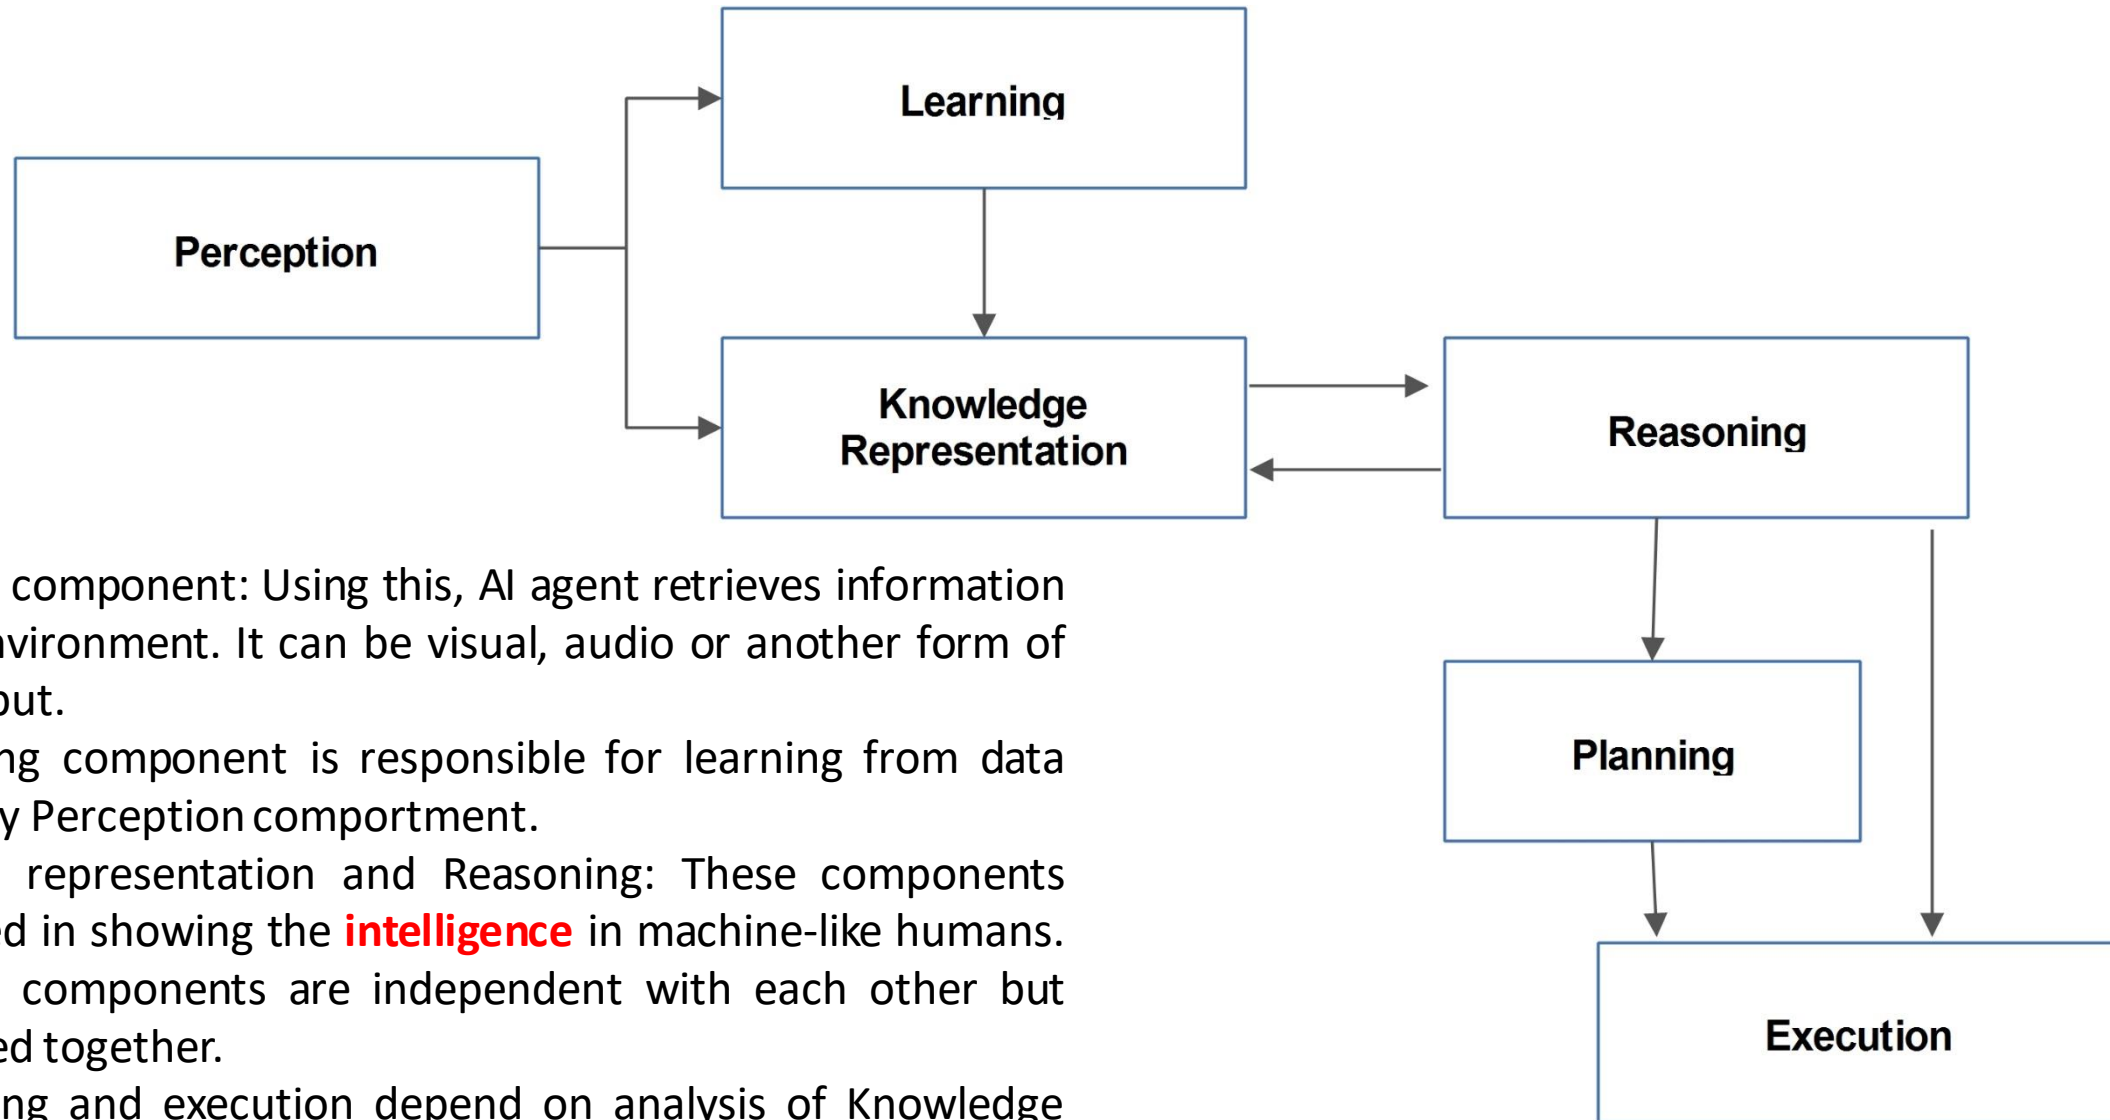 Learning
Perception
Knowledge
Representation
Reasoning
Planning
Execution
component: Using this, AI agent retrieves information
nvironment. It can be visual, audio or another form of
put.
ng component is responsible for learning from data
y Perception comportment.
representation and Reasoning: These components
ed in showing the intelligence in machine-like humans.
components are independent with each other but
ed together.
ng and execution depend on analysis of Knowledge